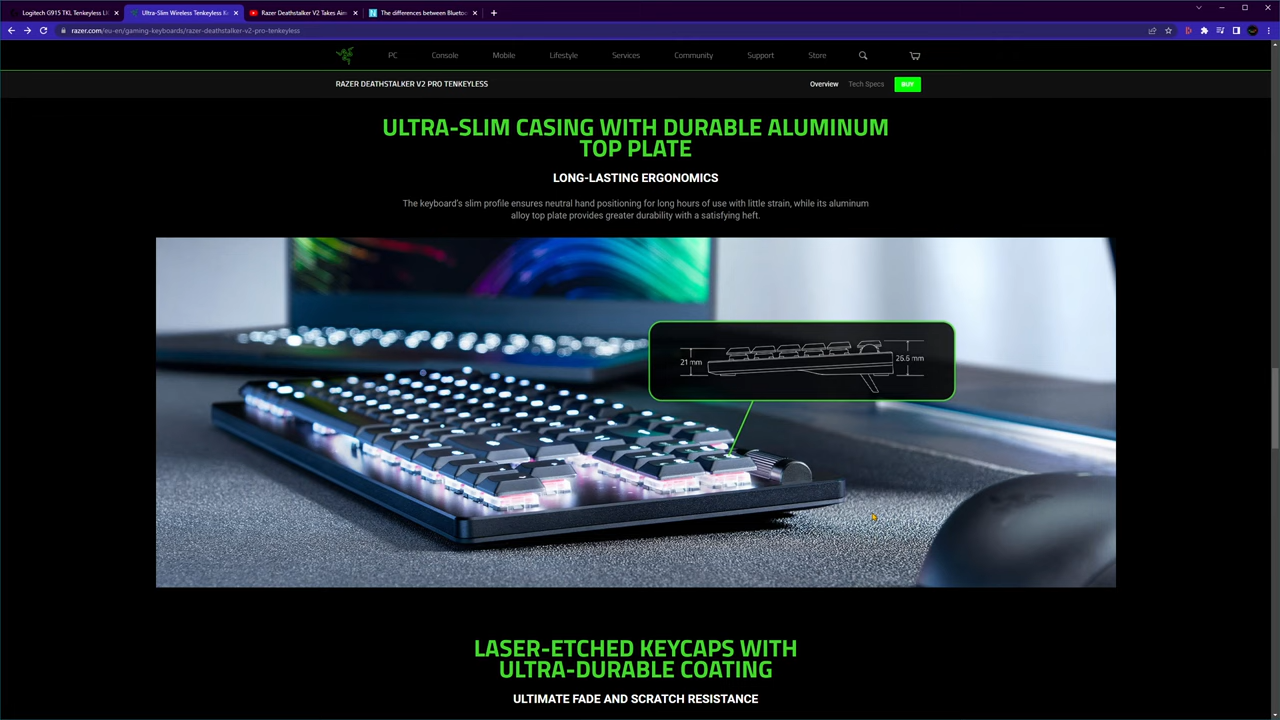 Logitech G915 TKL Tenkeyless LI
Ultra-Slim Wireless Tenkeyless K
Razer Deathstalker V2 Takes Aim
The differences between Bluetoo
razer.com/eu-en/gaming-keyboards/razer-deathstalker-v2-pro-tenkeyless
PC Console Mobile Lifestyle Services Community Support Store
RAZER DEATHSTALKER V2 PRO TENKEYLESS
Overview Tech Specs BUY
ULTRA-SLIM CASING WITH DURABLE ALUMINUM
TOP PLATE
LONG-LASTING ERGONOMICS
The keyboard's slim profile ensures neutral hand positioning for long hours of use with little strain, while its aluminum
alloy top plate provides greater durability with a satisfying heft.
21 mm
26.6 mm
LASER-ETCHED KEYCAPS WITH
ULTRA-DURABLE COATING
ULTIMATE FADE AND SCRATCH RESISTANCE